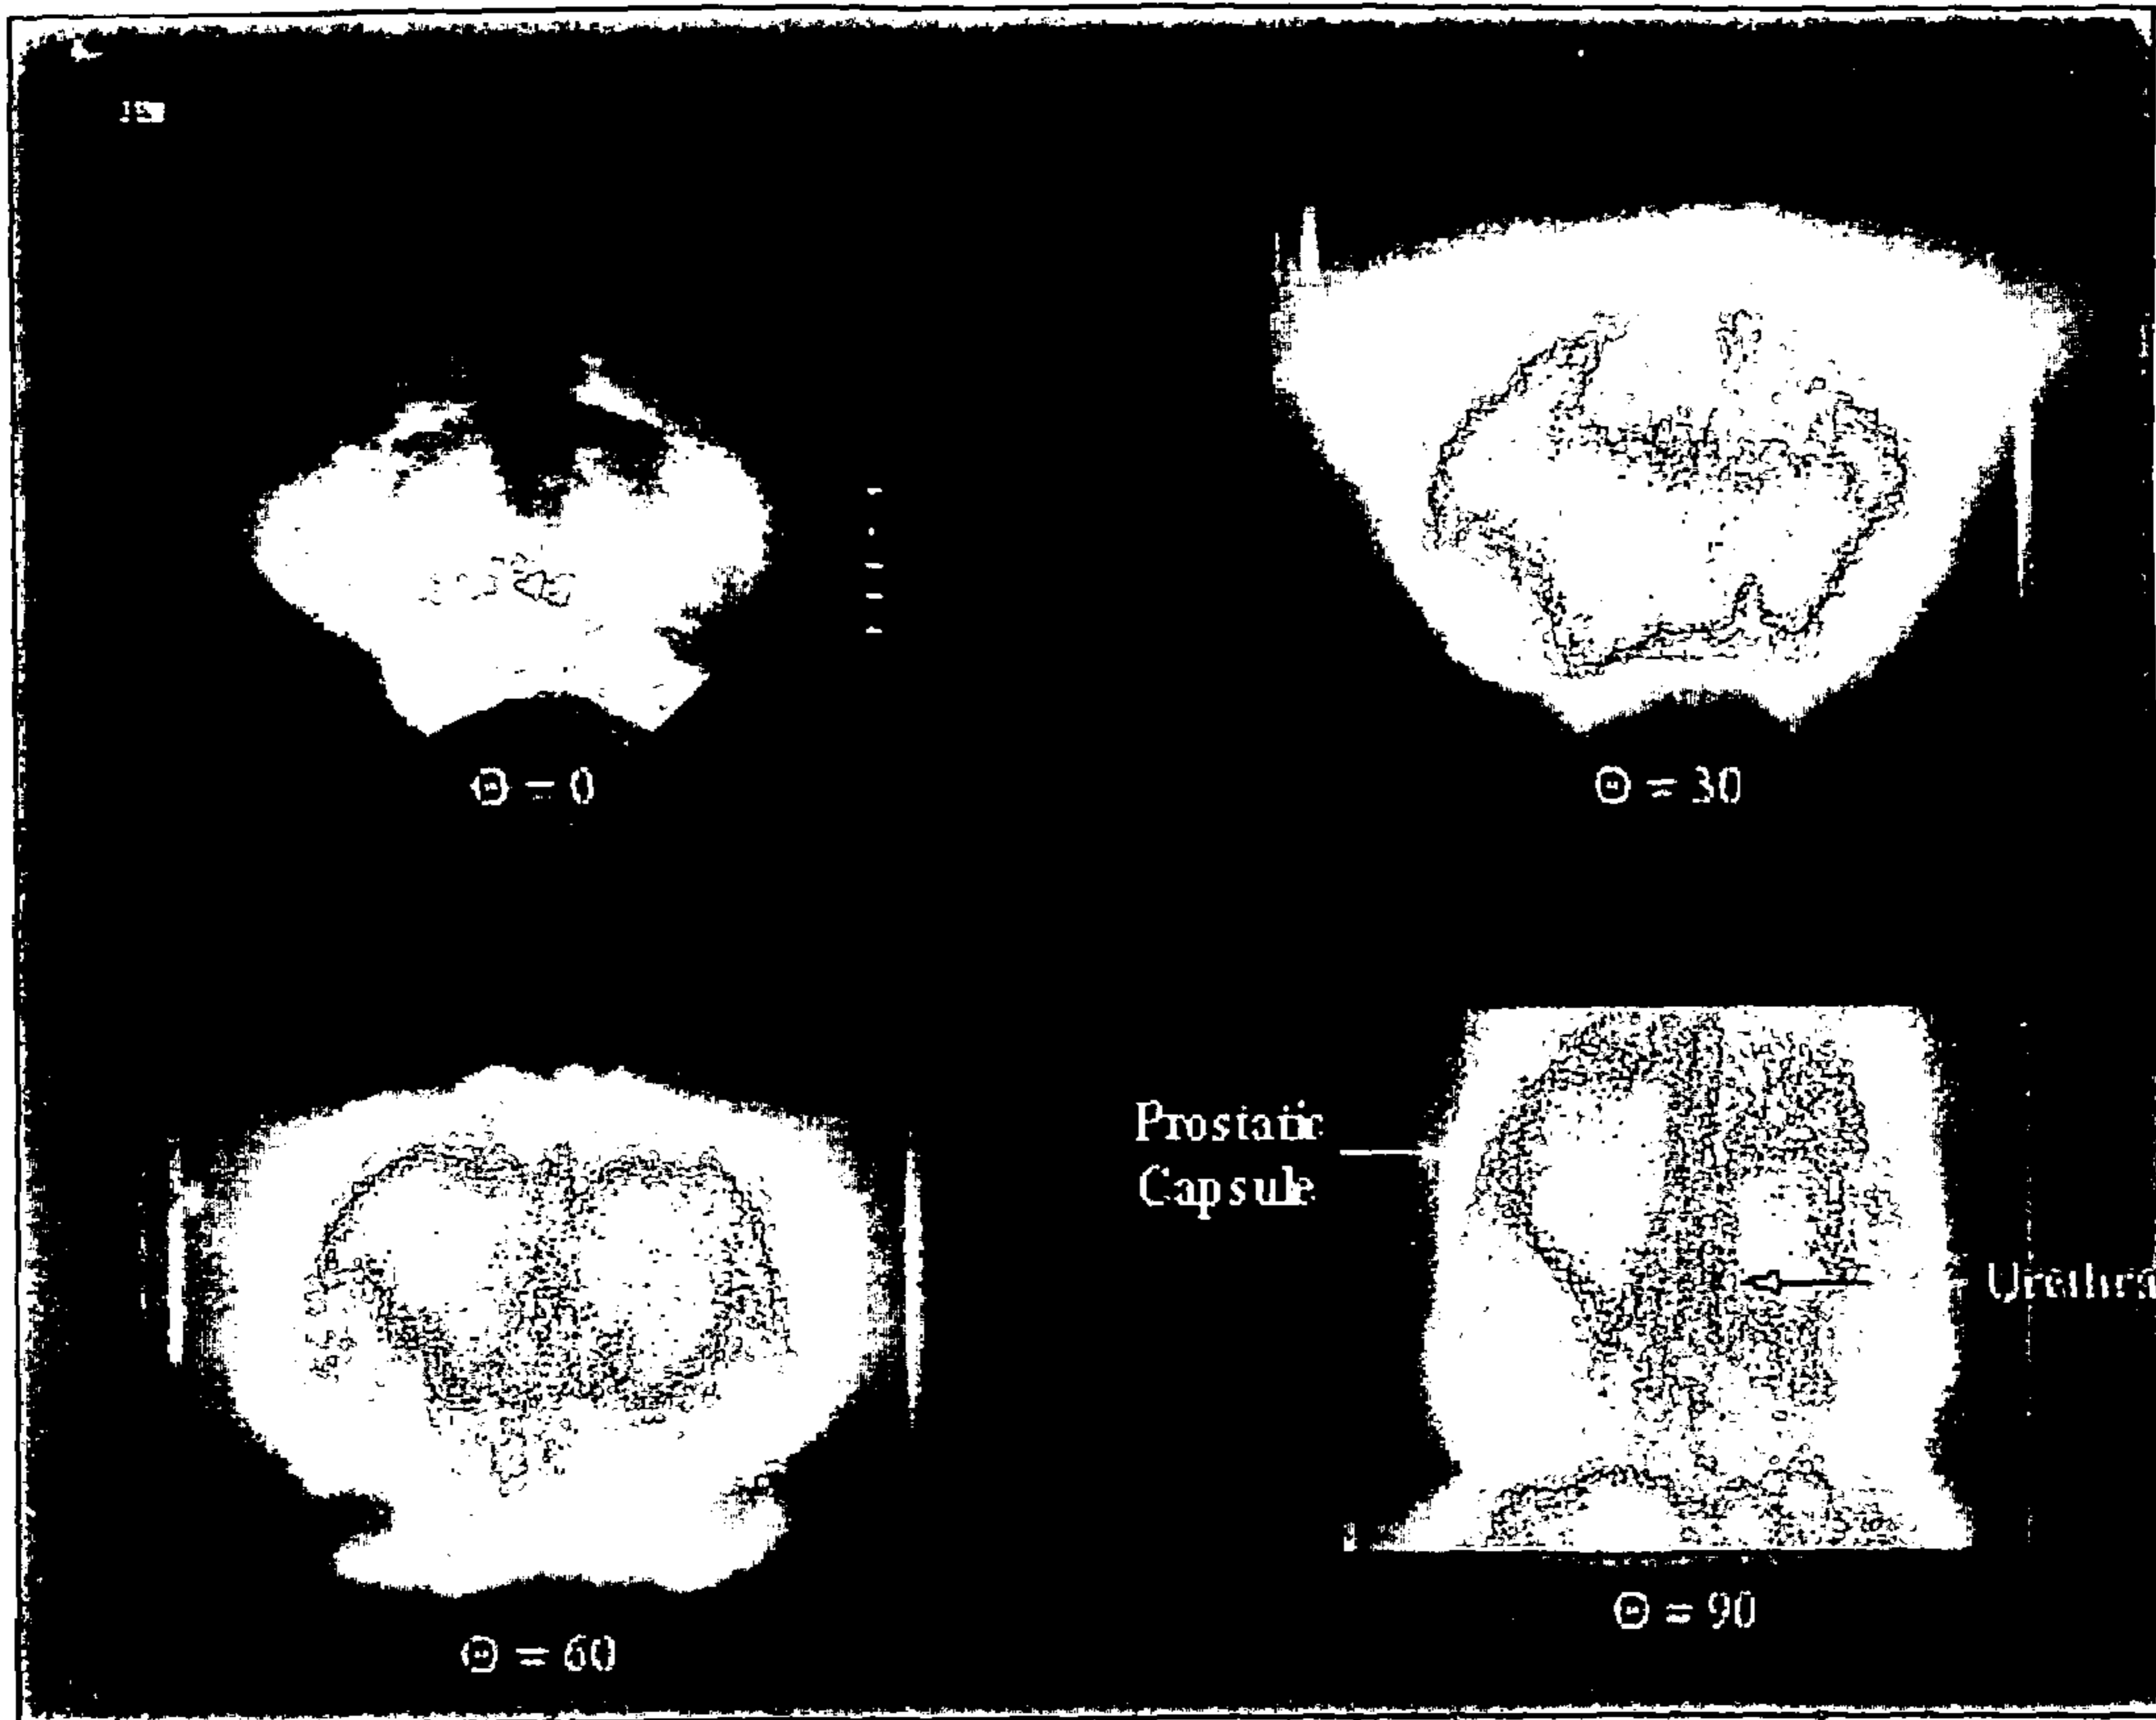 Θ = 0
Θ = 30
Prostatic
Capsule
Urethra
Θ = 90
Θ = 60